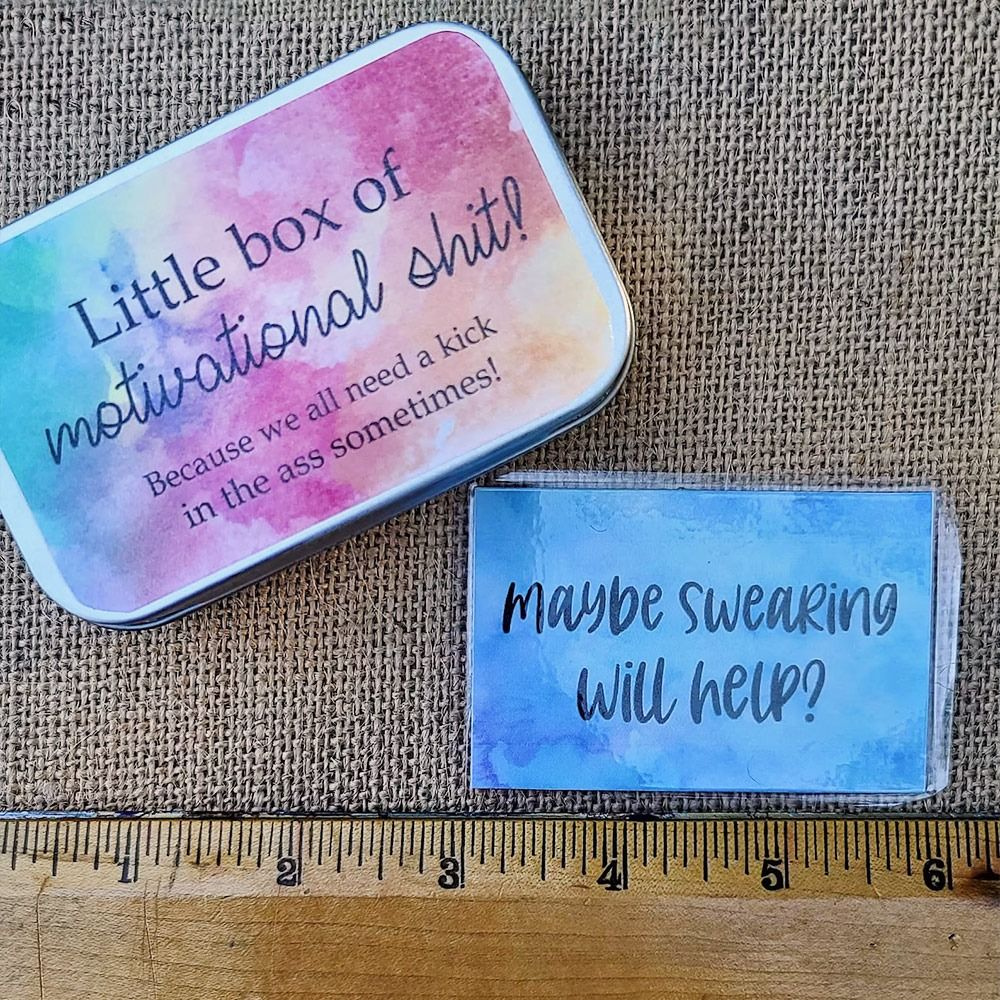 Little box of
motivational shit!
Because we all need a kick
in the ass sometimes!
maybe sweaRing
will help?
1 2 3 4 5 6